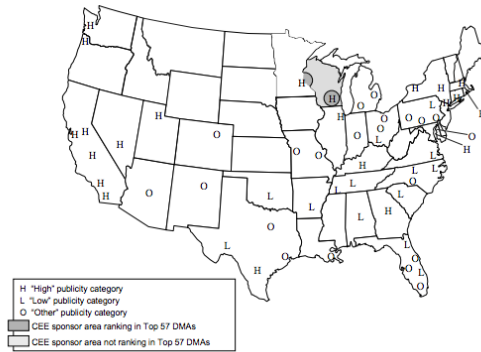 H
H
H
H
H
H
H
H
H
H
H
O
O
O
H
H
H
O
O
O
O
O
O
L
H
H
H
L
O
O
O
H
L
H
O
H
L
L
L
O
L
L
L
L
L
H
L
O
L
H
O
O
O
L
O
O
L
O
O
H "High" publicity category
L "Low" publicity category
O "Other" publicity category
CEE sponsor area ranking in Top 57 DMAs
CEE sponsor area not ranking in Top 57 DMAs